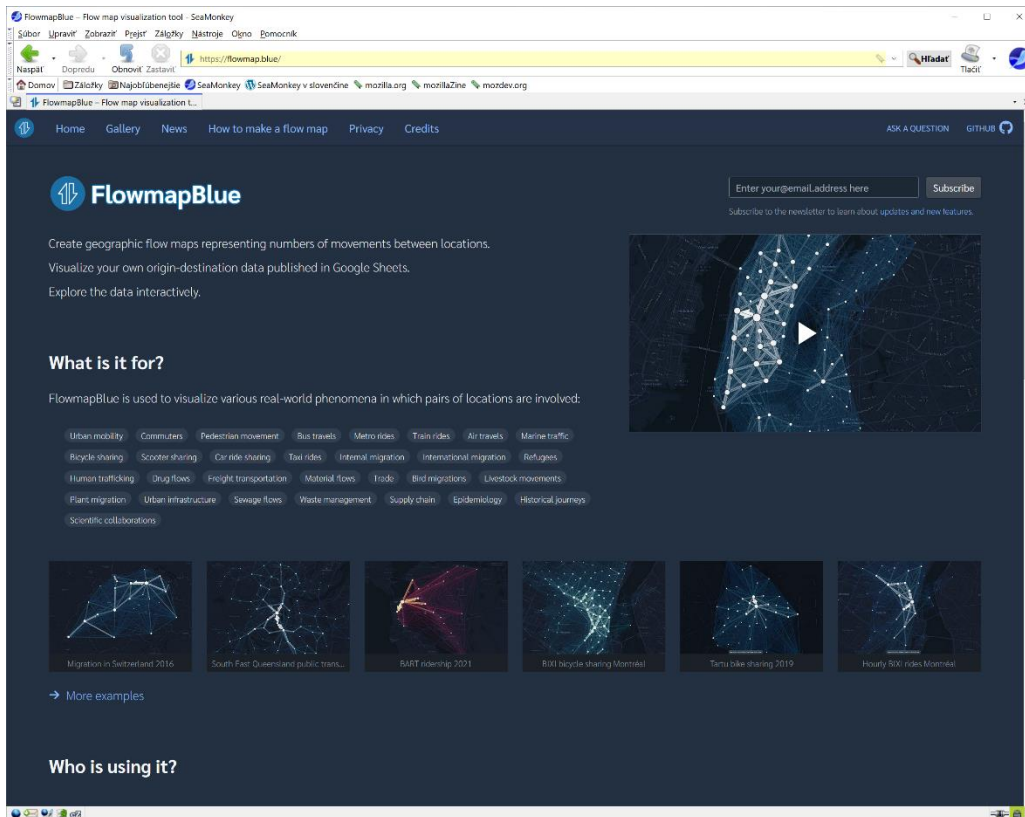 FlowmapBlue – Flow map visualization tool - SeaMonkey
Súbor Upraviť Zobraziť Prejsť Záložky Nástroje Okno Pomocník
Naspäť Dopredu Obnoviť Zastaviť https://flowmap.blue/ Hľadať Tlačiť
Domov Záložky Najobľúbenejšie SeaMonkey SeaMonkey v slovenčine mozilla.org mozillaZine mozdev.org
FlowmapBlue – Flow map visualization t...
Home Gallery News How to make a flow map Privacy Credits ASK A QUESTION GITHUB
FlowmapBlue
Enter your@email.address here Subscribe
Subscribe to the newsletter to learn about updates and new features.
Create geographic flow maps representing numbers of movements between locations.
Visualize your own origin-destination data published in Google Sheets.
Explore the data interactively.
What is it for?
FlowmapBlue is used to visualize various real-world phenomena in which pairs of locations are involved:
Urban mobility Commuters Pedestrian movement Bus travels Metro rides Train rides Air travels Marine traffic
Bicycle sharing Scooter sharing Car ride sharing Taxi rides Internal migration International migration Refugees
Human trafficking Drug flows Freight transportation Material flows Trade Bird migrations Livestock movements
Plant migration Urban infrastructure Sewage flows Waste management Supply chain Epidemiology Historical journeys
Scientific collaborations
Migration in Switzerland 2016 South East Queensland public trans... BART ridership 2021 BIXI bicycle sharing Montréal Tartu bike sharing 2019 Hourly BIXI rides Montréal
→ More examples
Who is using it?